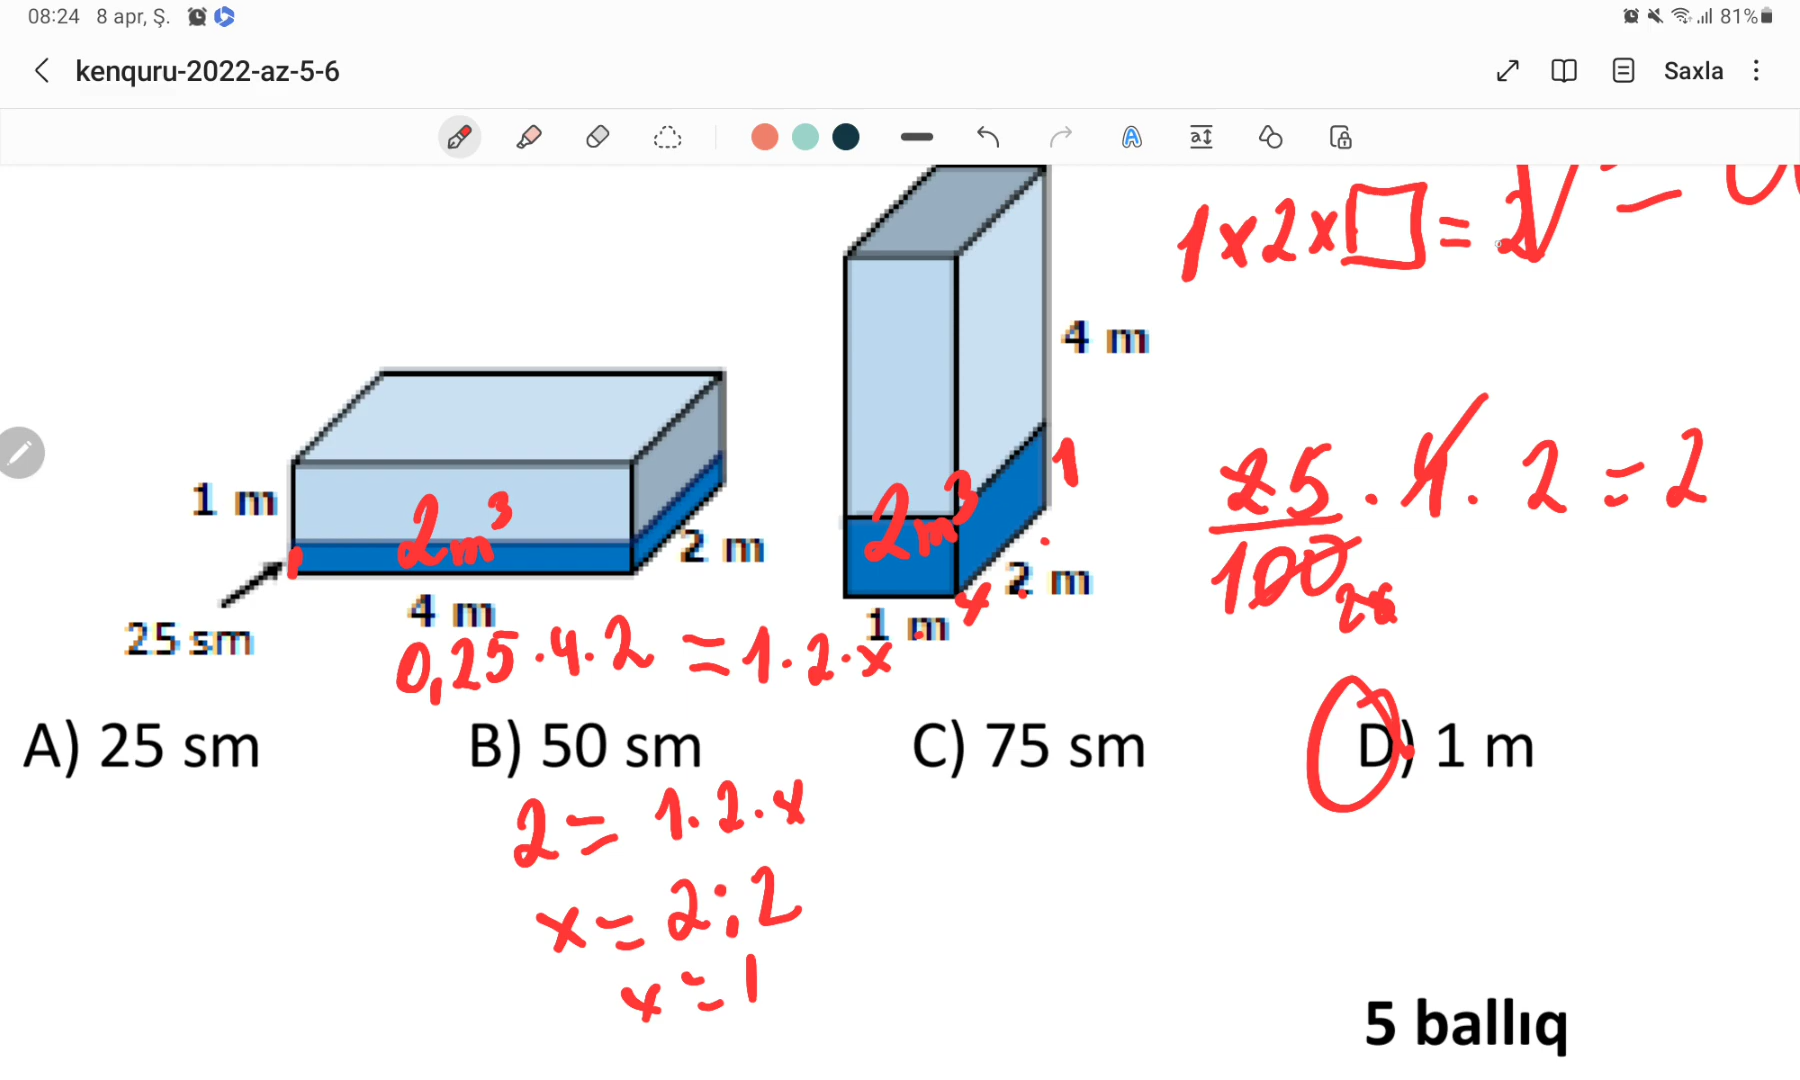 08:24 8 apr, Ş. 81%
kenquru-2022-az-5-6 Saxla
1x2x□=2
4 m
25/100 · 4 · 2 = 2
1 m
2m³
2m³
1
2 m
2 m
x
25 sm
4 m
1 m
0,25·4·2 = 1·2·x
A) 25 sm B) 50 sm C) 75 sm D) 1 m
2 = 1·2·x
x = 2:2
x = 1
5 ballıq